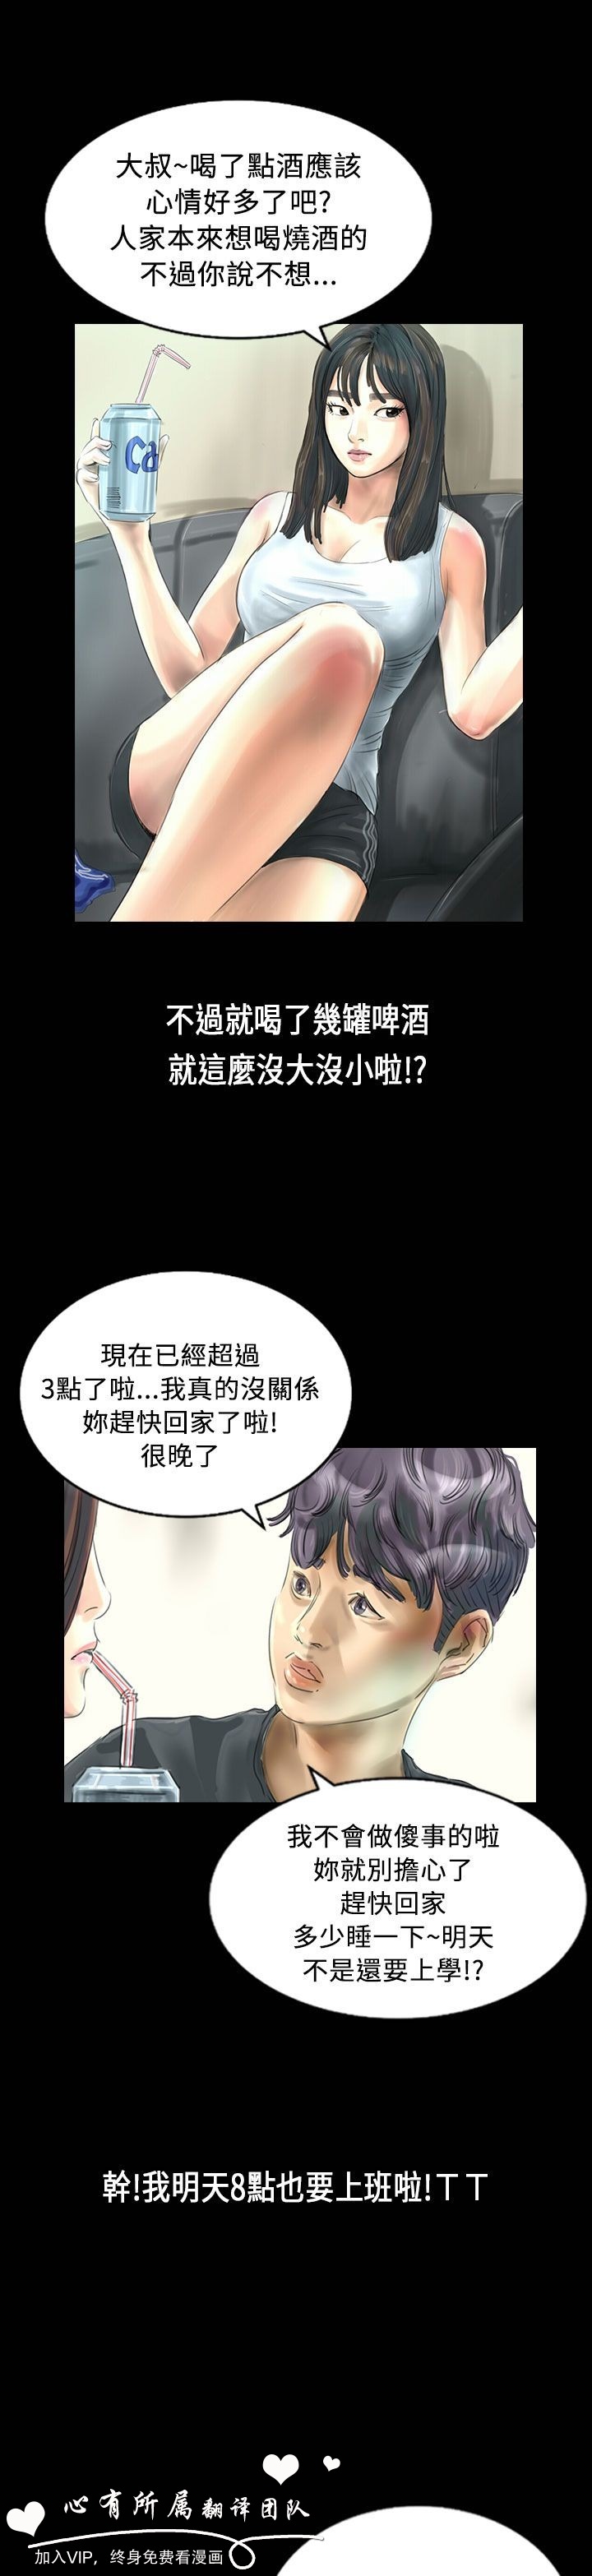 大叔~喝了點酒應該
心情好多了吧?
人家本來想喝燒酒的
不過你說不想...
Ca
不過就喝了幾罐啤酒
就這麼沒大沒小啦!?
現在已經超過
3點了啦...我真的沒關係
妳趕快回家了啦!
很晚了
我不會做傻事的啦
妳就別擔心了
趕快回家
多少睡一下~明天
不是還要上學!?
幹!我明天8點也要上班啦!ㄒㄒ
心有所属翻译团队
加入VIP，终身免费看漫画